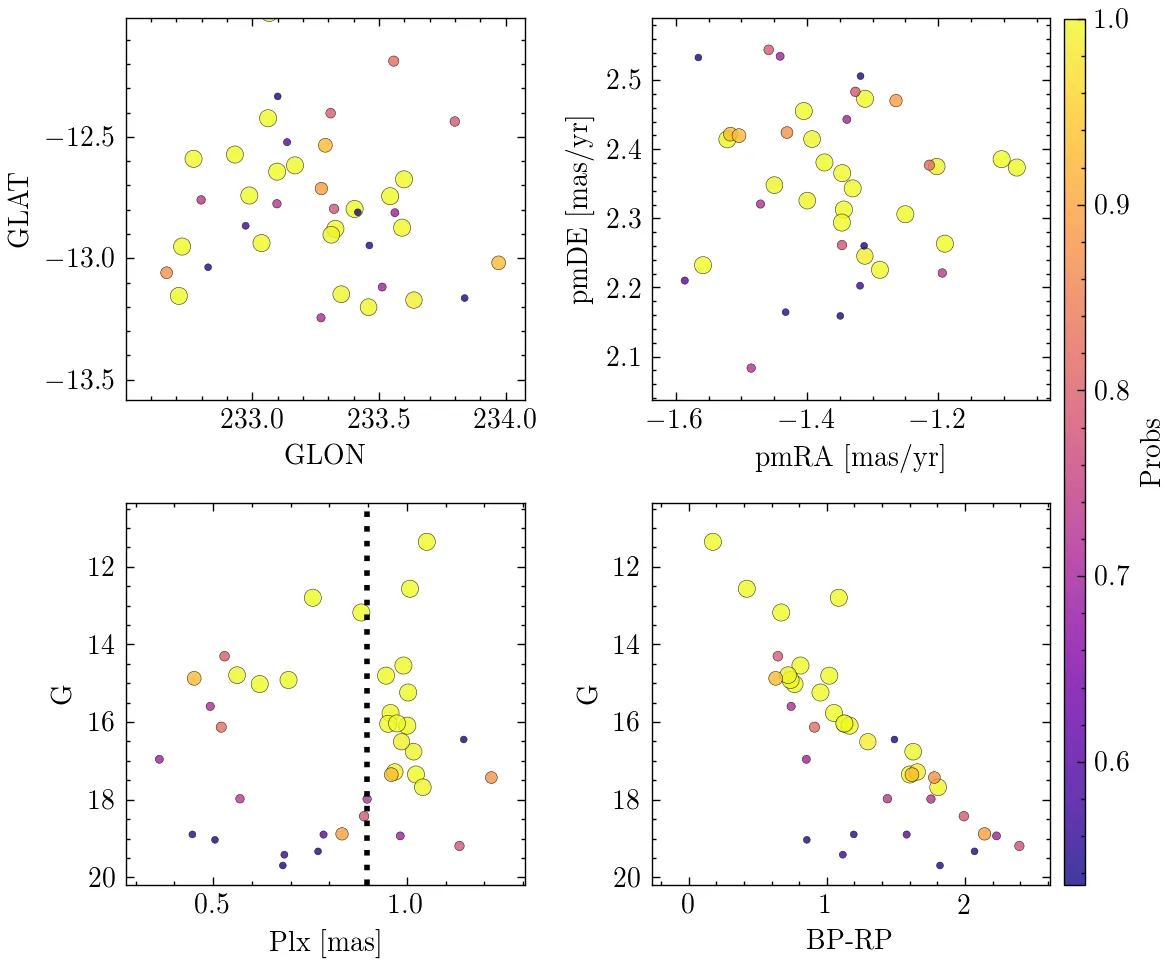 GLAT
−12.5
−13.0
−13.5
233.0 233.5 234.0
GLON
pmDE [mas/yr]
2.5
2.4
2.3
2.2
2.1
−1.6 −1.4 −1.2
pmRA [mas/yr]
G
12
14
16
18
20
0.5 1.0
Plx [mas]
G
12
14
16
18
20
0 1 2
BP-RP
1.0
0.9
0.8
0.7
0.6
Probs